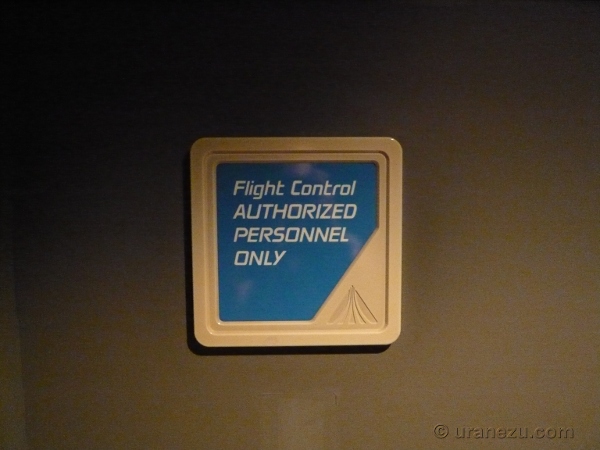 Flight Control
AUTHORIZED
PERSONNEL
ONLY
© uranezu.com